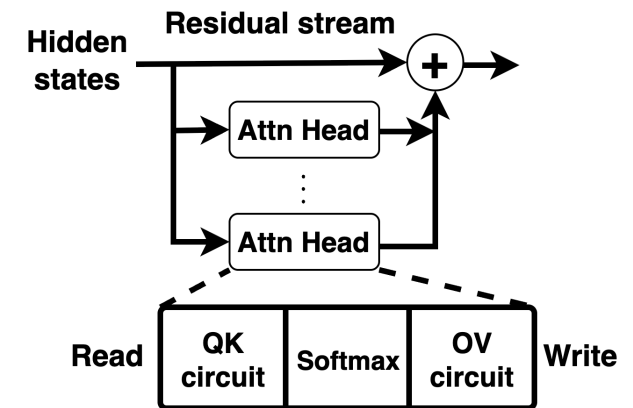 Residual stream
Hidden
states
+
Attn Head
Attn Head
Read
QK
circuit
Softmax
OV
circuit
Write